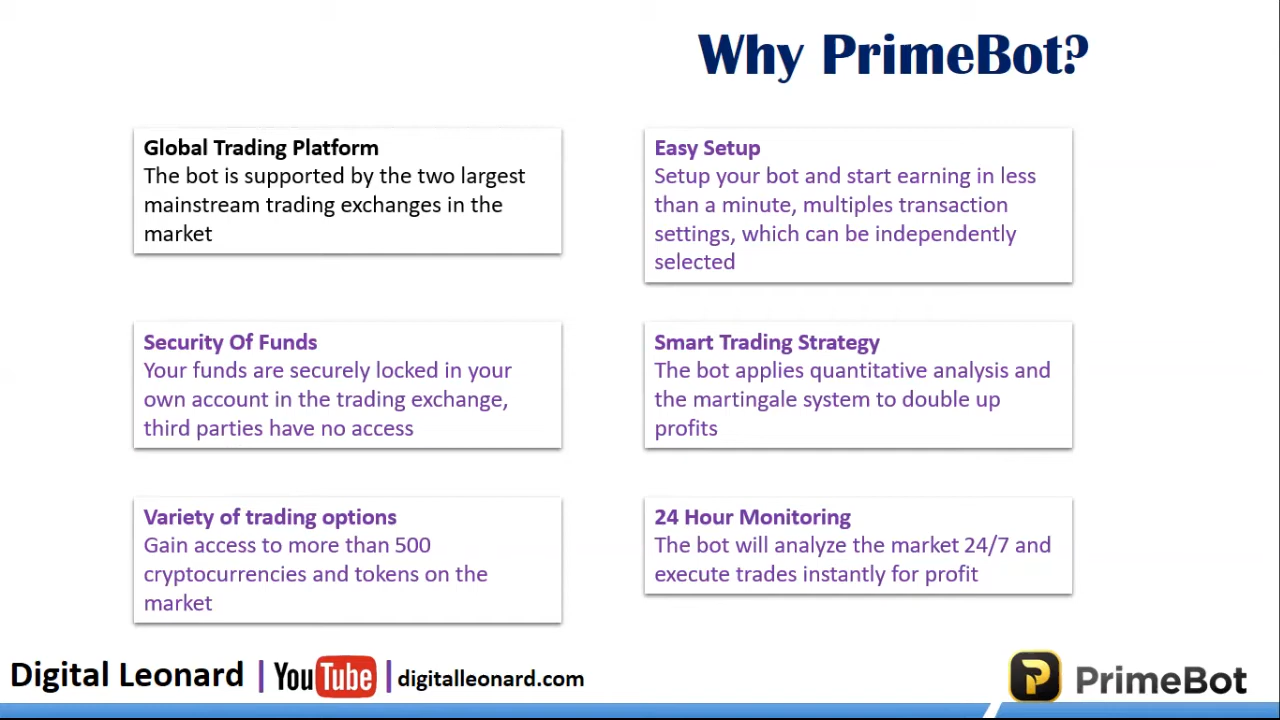 Why PrimeBot?
Global Trading Platform
The bot is supported by the two largest
mainstream trading exchanges in the
market
Easy Setup
Setup your bot and start earning in less
than a minute, multiples transaction
settings, which can be independently
selected
Security Of Funds
Your funds are securely locked in your
own account in the trading exchange,
third parties have no access
Smart Trading Strategy
The bot applies quantitative analysis and
the martingale system to double up
profits
Variety of trading options
Gain access to more than 500
cryptocurrencies and tokens on the
market
24 Hour Monitoring
The bot will analyze the market 24/7 and
execute trades instantly for profit
Digital Leonard | YouTube | digitalleonard.com
PrimeBot